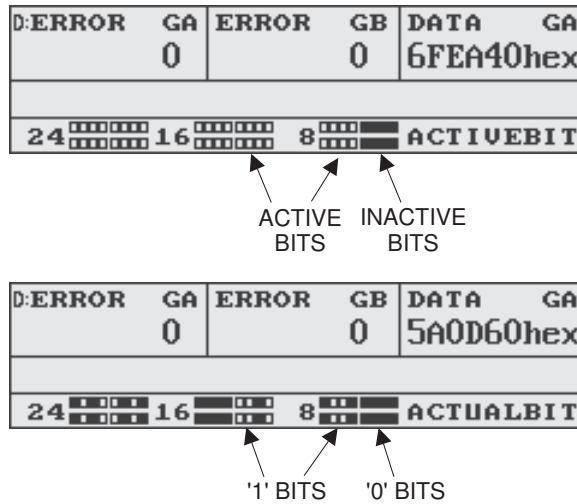 D:ERROR GA ERROR GB DATA GA
0 0 6FEA40hex
24 16 8 ACTIVEBIT
ACTIVE BITS INACTIVE BITS
D:ERROR GA ERROR GB DATA GA
0 0 5A0D60hex
24 16 8 ACTUALBIT
'1' BITS '0' BITS